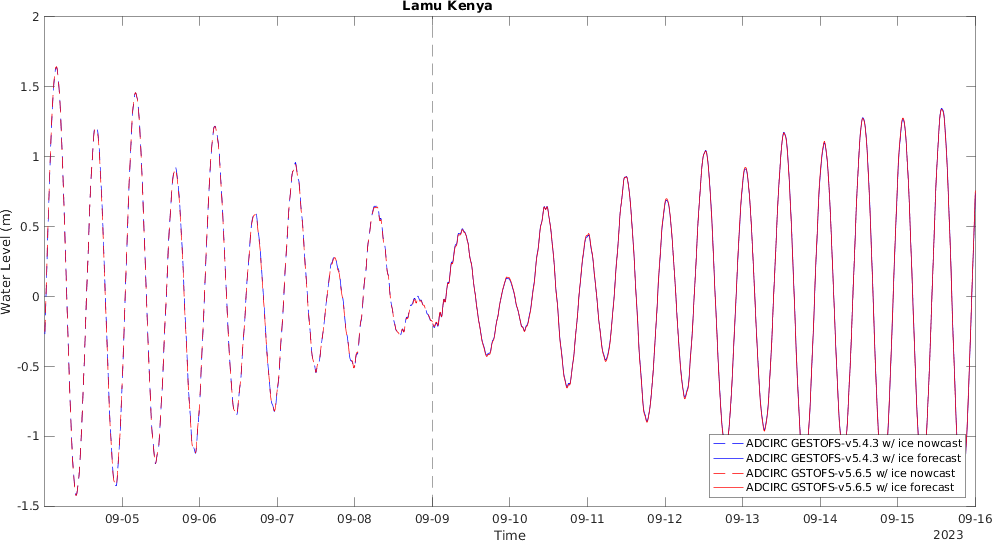 Lamu Kenya
2
1.5
1
0.5
0
-0.5
-1
-1.5
Water Level (m)
09-05 09-06 09-07 09-08 09-09 09-10 09-11 09-12 09-13 09-14 09-15 09-16
Time
2023
ADCIRC GESTOFS-v5.4.3 w/ ice nowcast
ADCIRC GESTOFS-v5.4.3 w/ ice forecast
ADCIRC GSTOFS-v5.6.5 w/ ice nowcast
ADCIRC GSTOFS-v5.6.5 w/ ice forecast